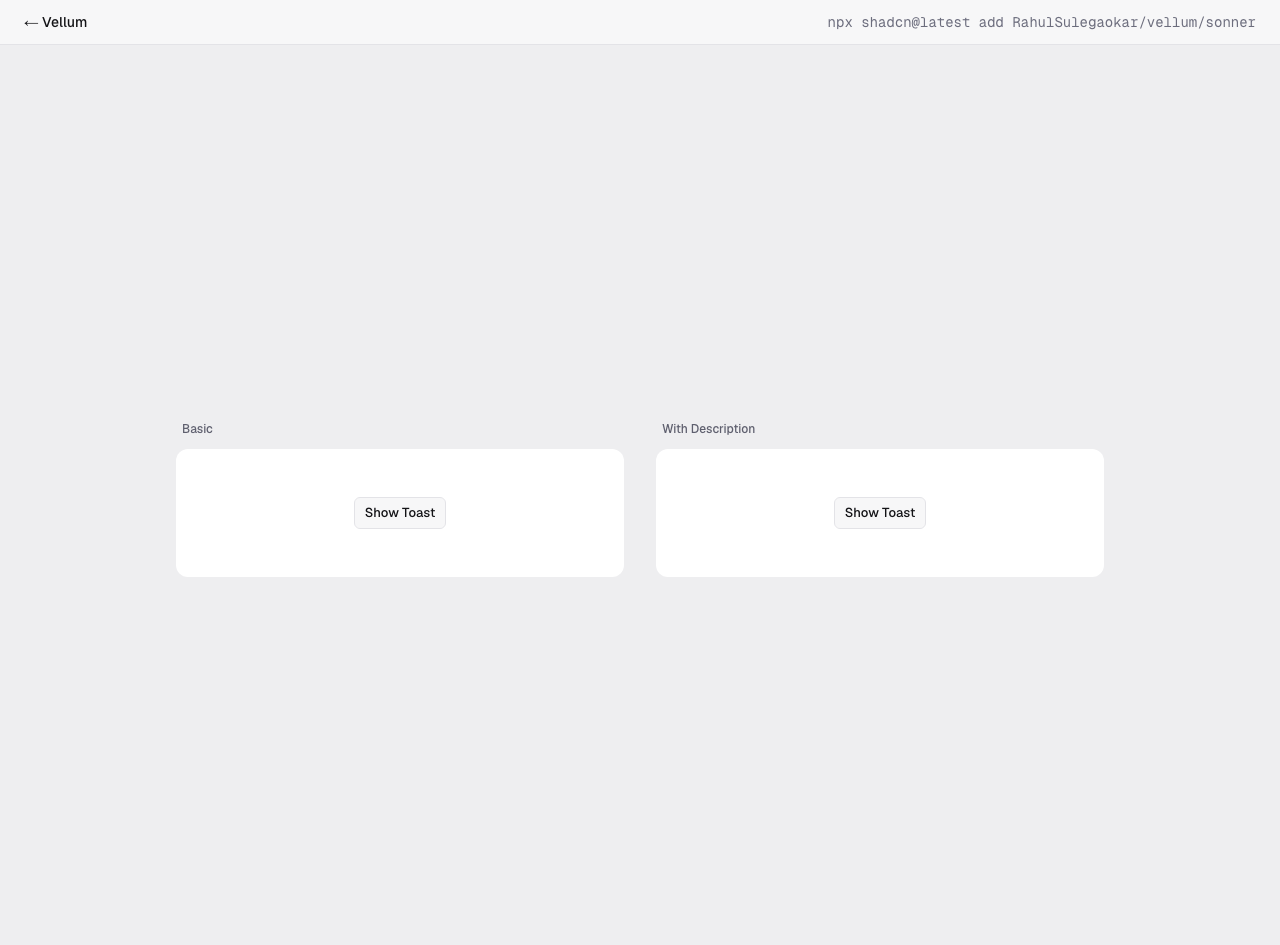 ← Vellum
npx shadcn@latest add RahulSulegaokar/vellum/sonner
Basic
With Description
Show Toast
Show Toast